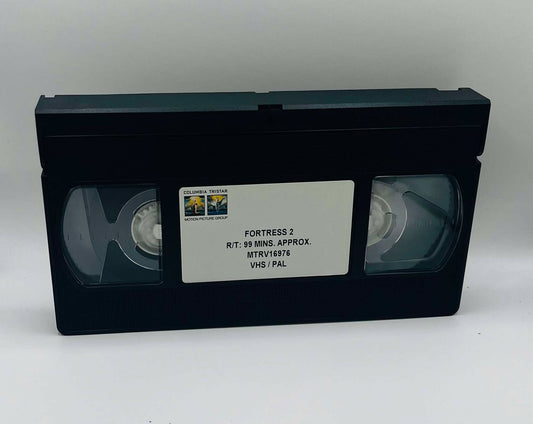 COLUMBIA TRISTAR
MOTION PICTURE GROUP
FORTRESS 2
R/T: 99 MINS. APPROX.
MTRV16976
VHS / PAL